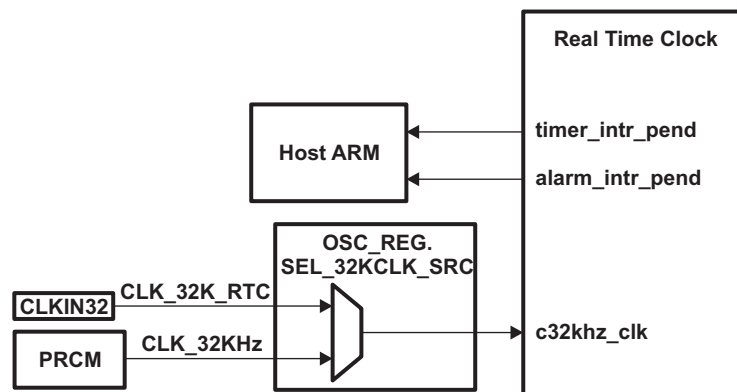 Real Time Clock
timer_intr_pend
Host ARM
alarm_intr_pend
OSC_REG.
SEL_32KCLK_SRC
CLK_32K_RTC
CLKIN32
c32khz_clk
CLK_32KHz
PRCM